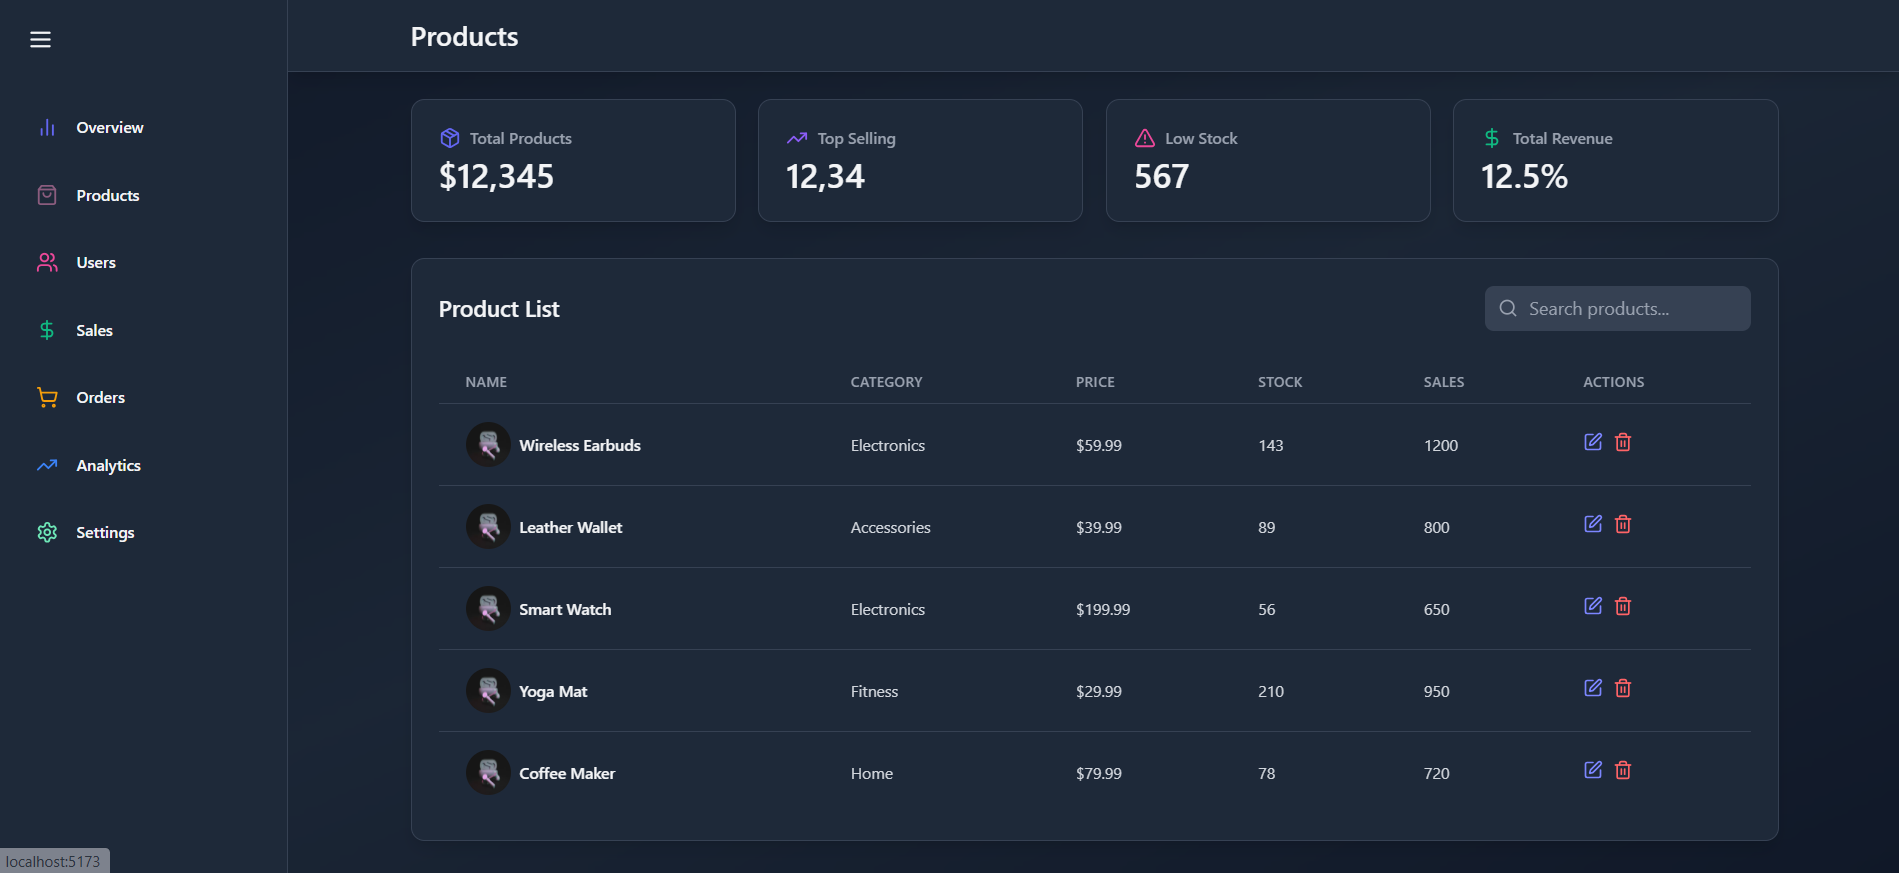 Products
Overview
Products
Users
Sales
Orders
Analytics
Settings
Total Products
$12,345
Top Selling
12,34
Low Stock
567
Total Revenue
12.5%
Product List
Search products...
NAME CATEGORY PRICE STOCK SALES ACTIONS
Wireless Earbuds Electronics $59.99 143 1200
Leather Wallet Accessories $39.99 89 800
Smart Watch Electronics $199.99 56 650
Yoga Mat Fitness $29.99 210 950
Coffee Maker Home $79.99 78 720
localhost:5173